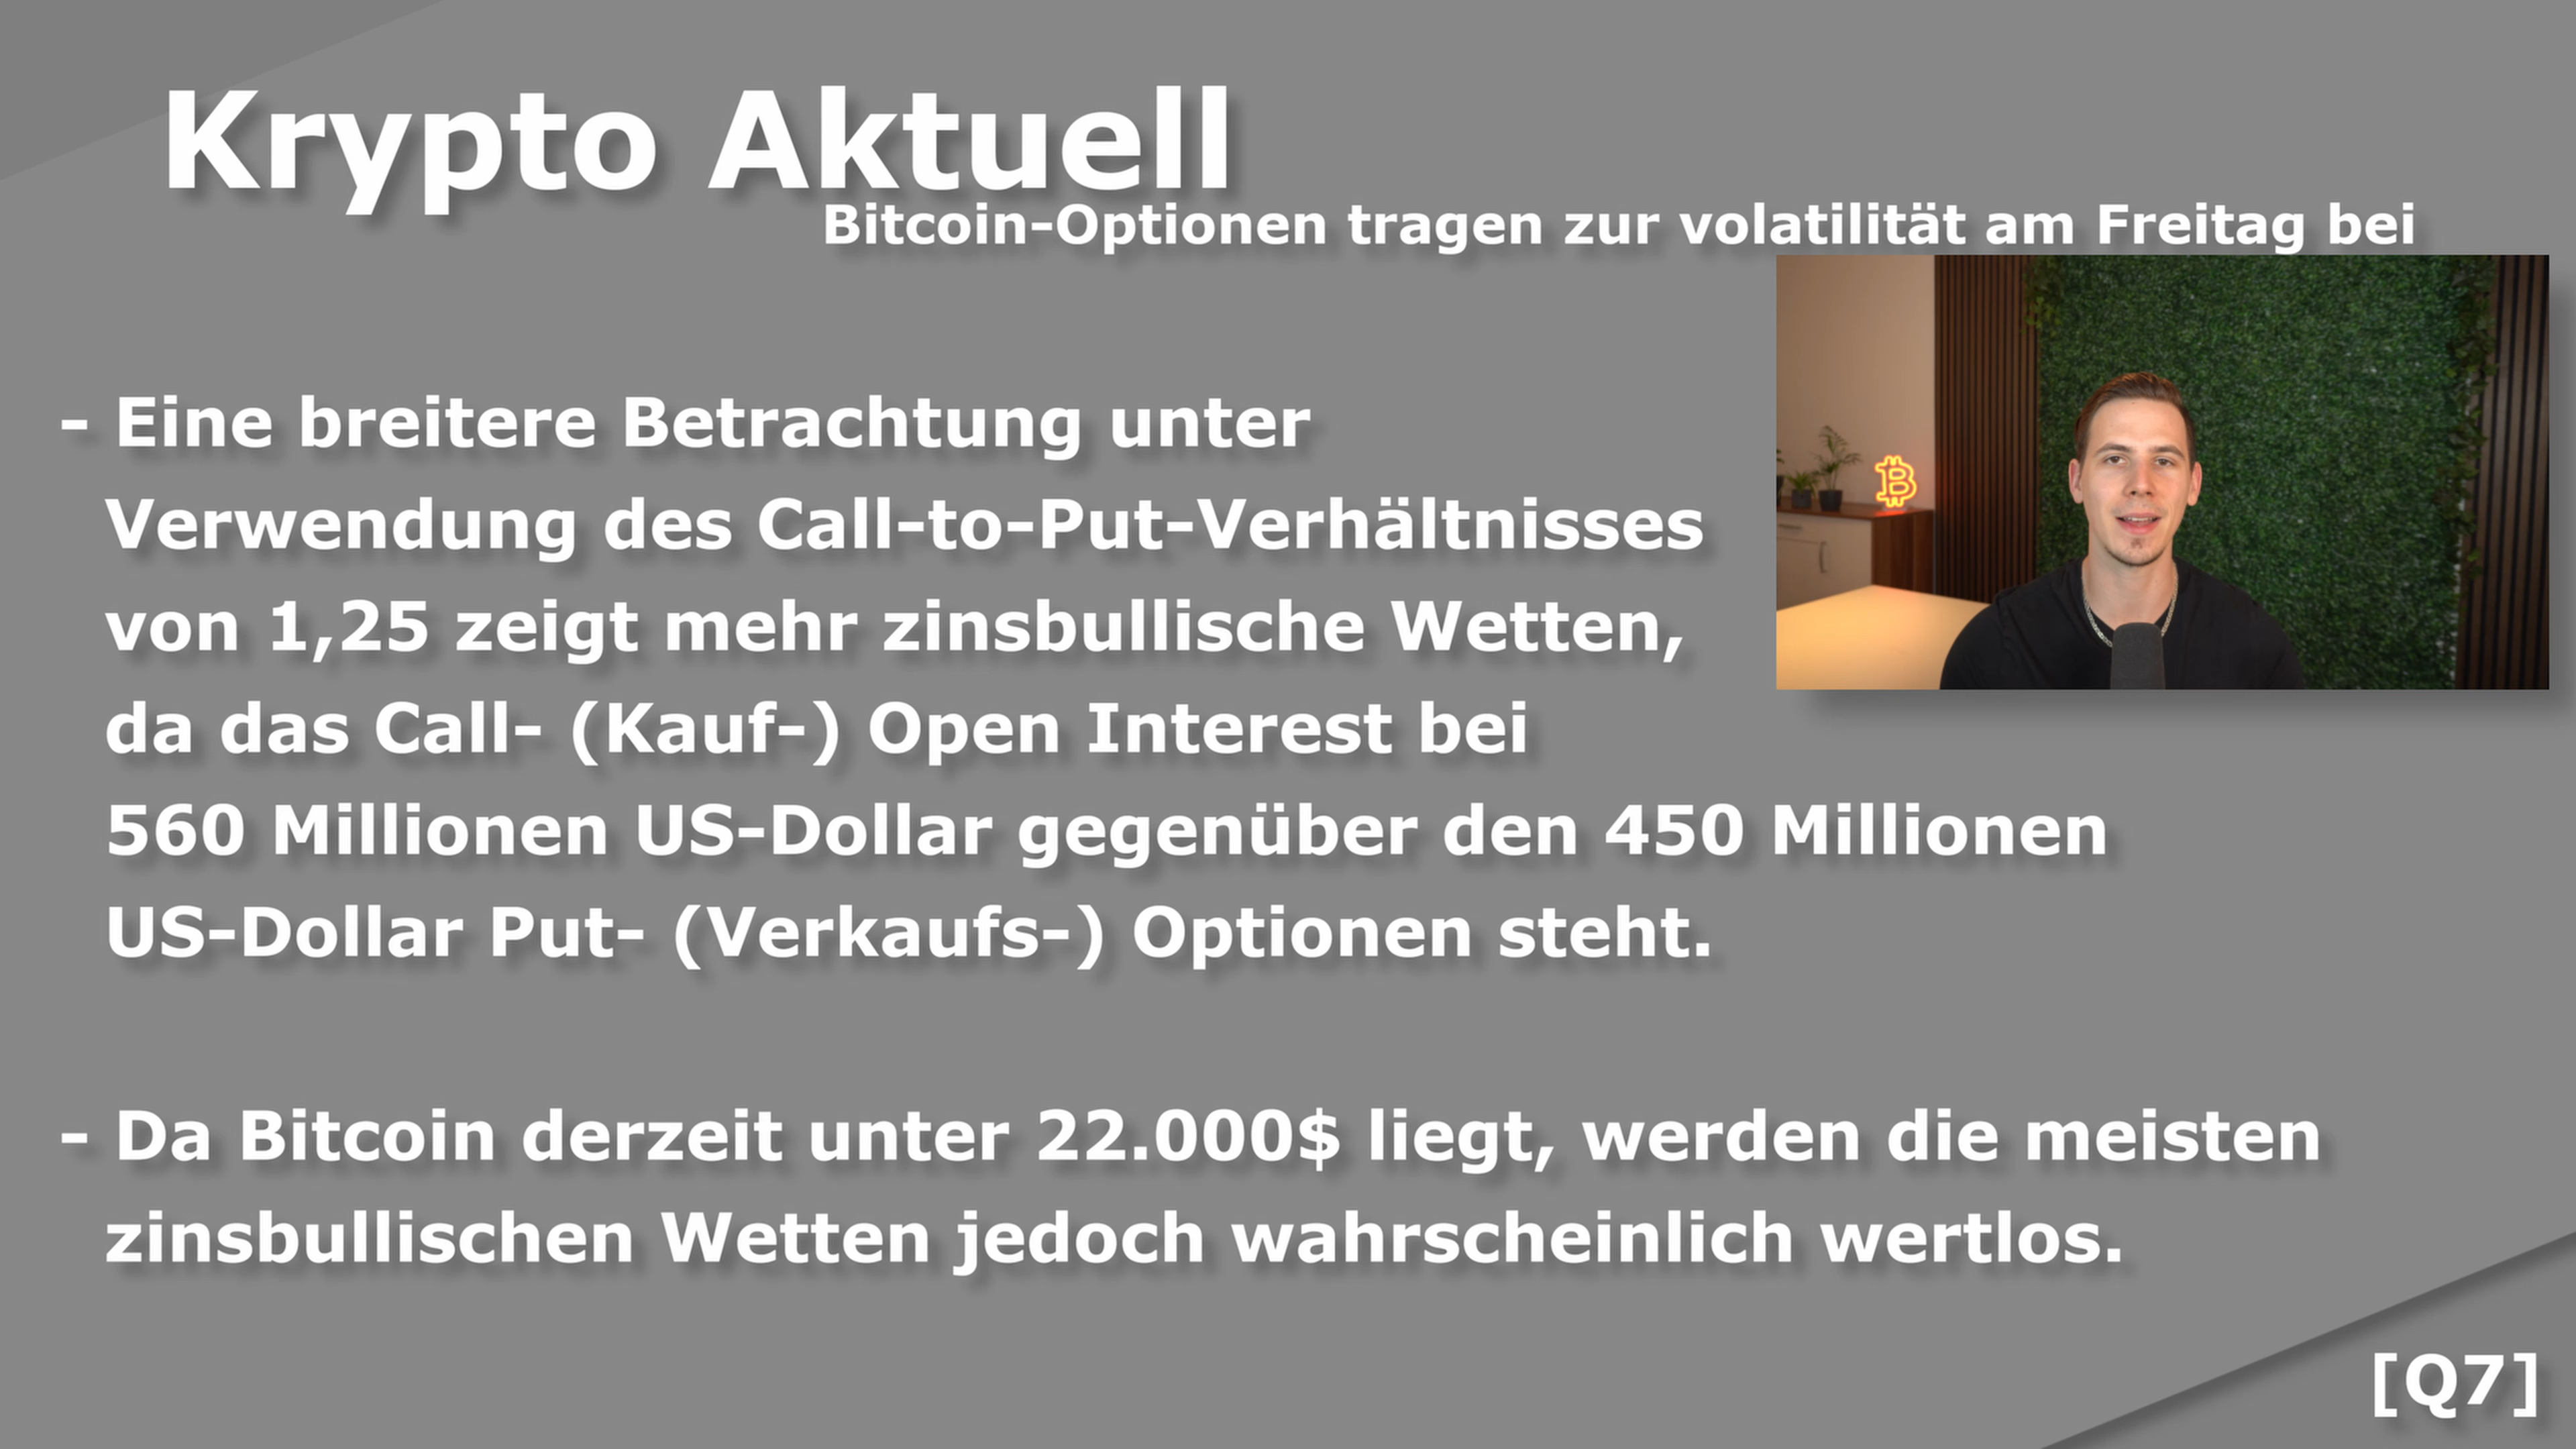 Krypto Aktuell
Bitcoin-Optionen tragen zur volatilität am Freitag bei
- Eine breitere Betrachtung unter
Verwendung des Call-to-Put-Verhältnisses
von 1,25 zeigt mehr zinsbullische Wetten,
da das Call- (Kauf-) Open Interest bei
560 Millionen US-Dollar gegenüber den 450 Millionen
US-Dollar Put- (Verkaufs-) Optionen steht.
- Da Bitcoin derzeit unter 22.000$ liegt, werden die meisten
zinsbullischen Wetten jedoch wahrscheinlich wertlos.
[Q7]